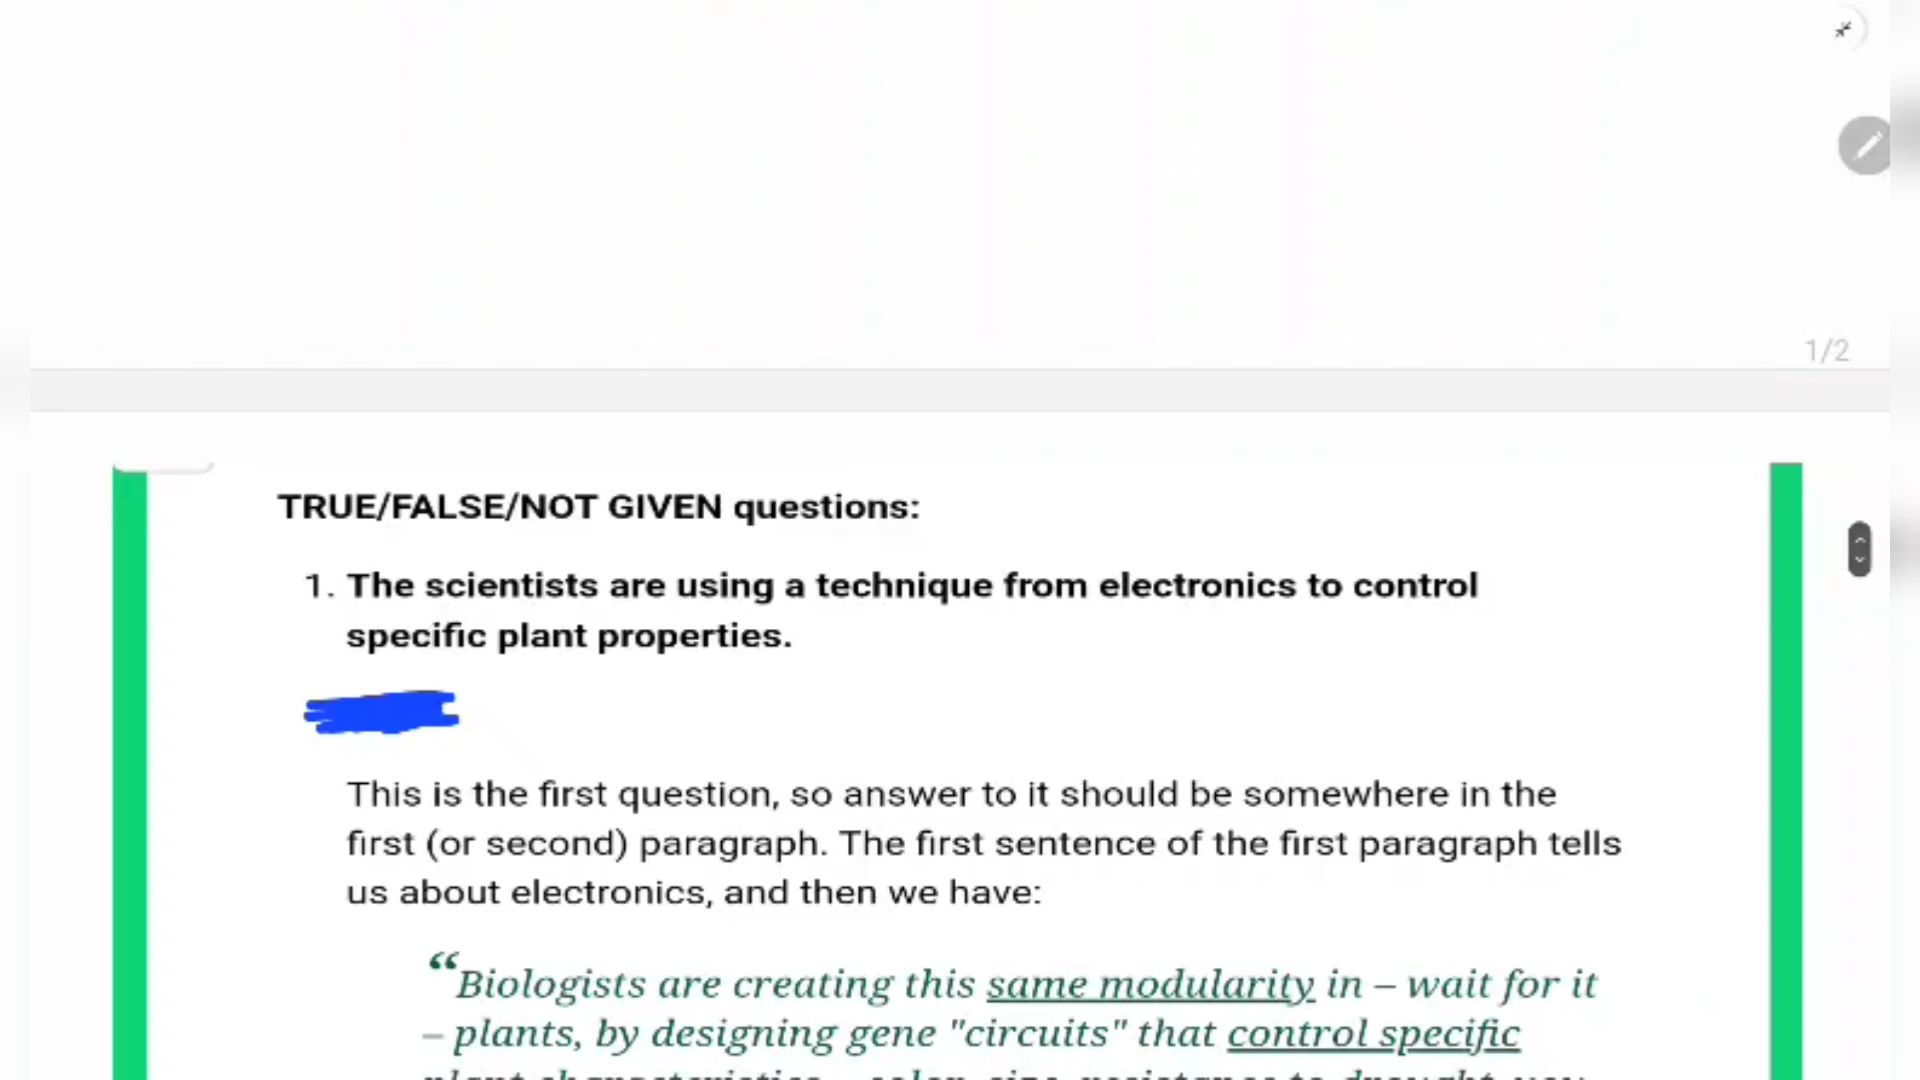 1/2
TRUE/FALSE/NOT GIVEN questions:
1. The scientists are using a technique from electronics to control
specific plant properties.
This is the first question, so answer to it should be somewhere in the
first (or second) paragraph. The first sentence of the first paragraph tells
us about electronics, and then we have:
“Biologists are creating this same modularity in – wait for it
– plants, by designing gene "circuits" that control specific